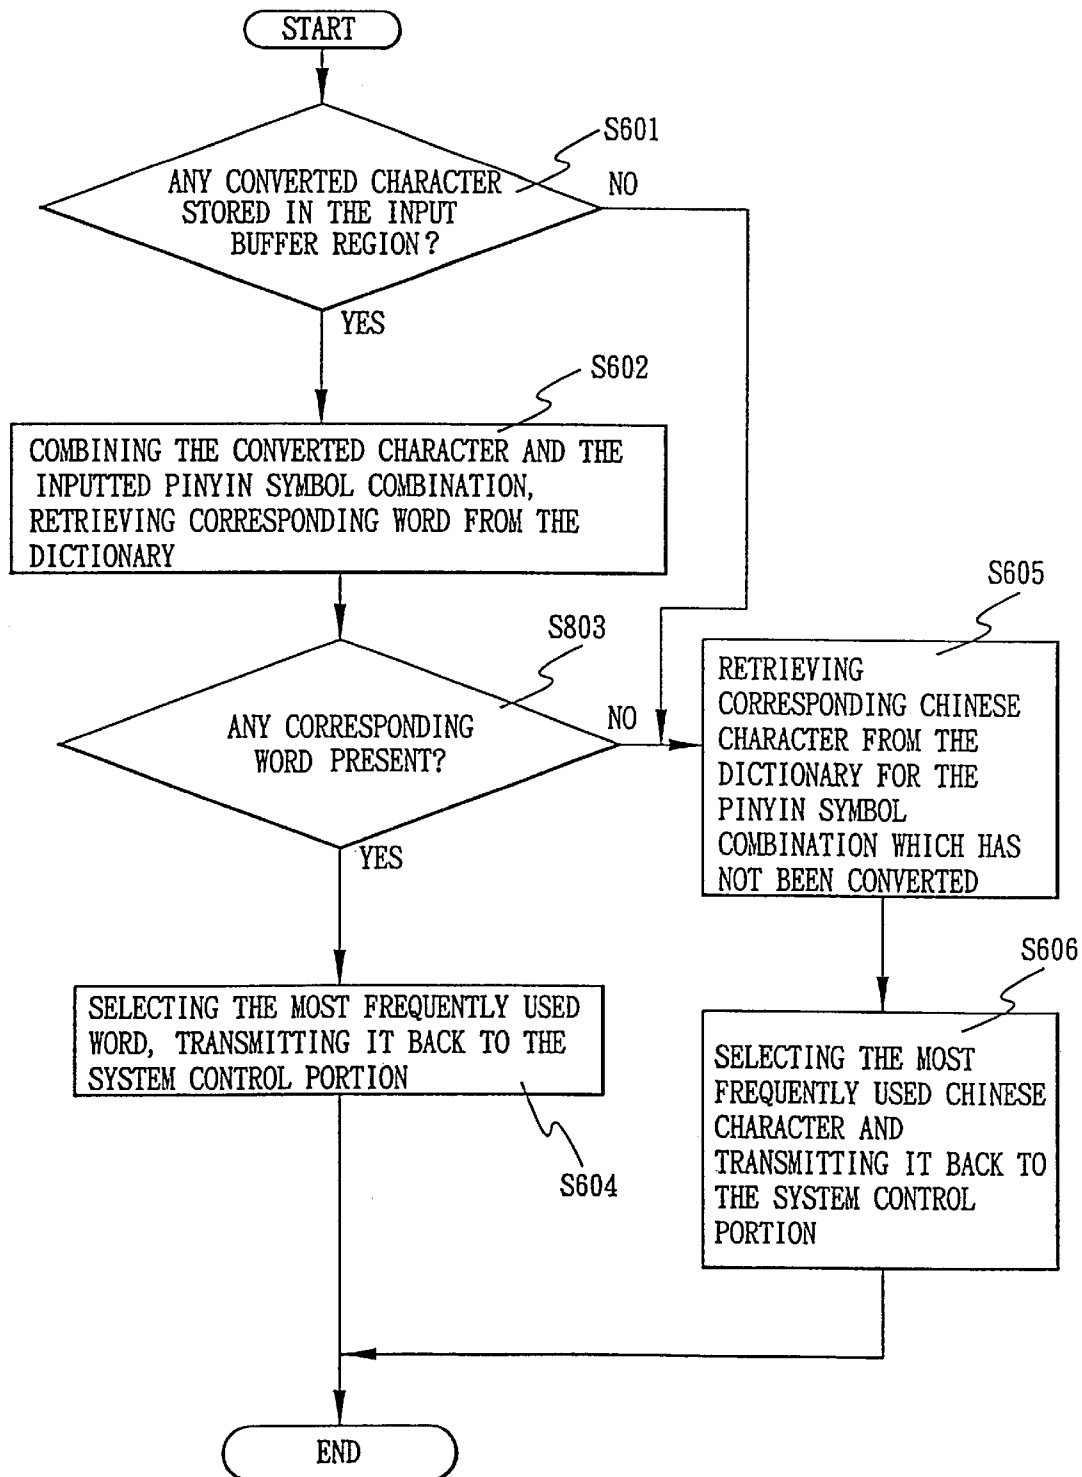 START
S601
ANY CONVERTED CHARACTER
STORED IN THE INPUT
BUFFER REGION?
NO
YES
S602
COMBINING THE CONVERTED CHARACTER AND THE
INPUTTED PINYIN SYMBOL COMBINATION,
RETRIEVING CORRESPONDING WORD FROM THE
DICTIONARY
S803
ANY CORRESPONDING
WORD PRESENT?
NO
YES
S605
RETRIEVING
CORRESPONDING CHINESE
CHARACTER FROM THE
DICTIONARY FOR THE
PINYIN SYMBOL
COMBINATION WHICH HAS
NOT BEEN CONVERTED
SELECTING THE MOST FREQUENTLY USED
WORD, TRANSMITTING IT BACK TO THE
SYSTEM CONTROL PORTION
S604
S606
SELECTING THE MOST
FREQUENTLY USED CHINESE
CHARACTER AND
TRANSMITTING IT BACK TO
THE SYSTEM CONTROL
PORTION
END